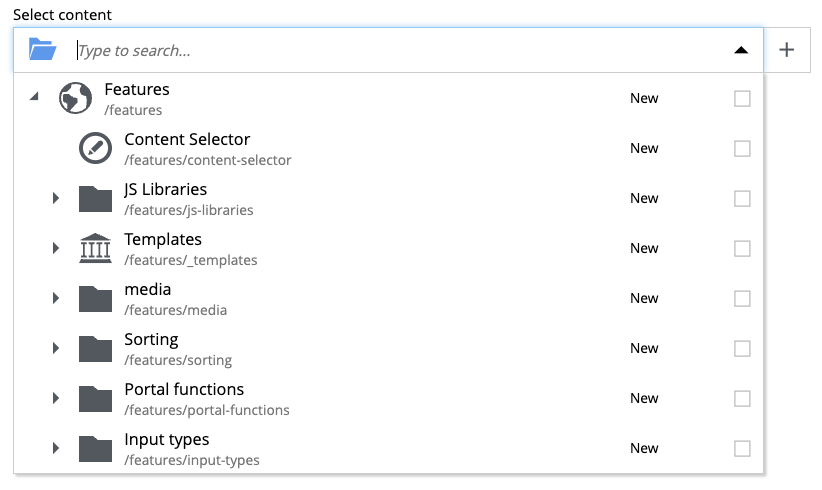 Select content
Type to search...
Features New
/features
Content Selector New
/features/content-selector
JS Libraries New
/features/js-libraries
Templates New
/features/_templates
media New
/features/media
Sorting New
/features/sorting
Portal functions New
/features/portal-functions
Input types New
/features/input-types